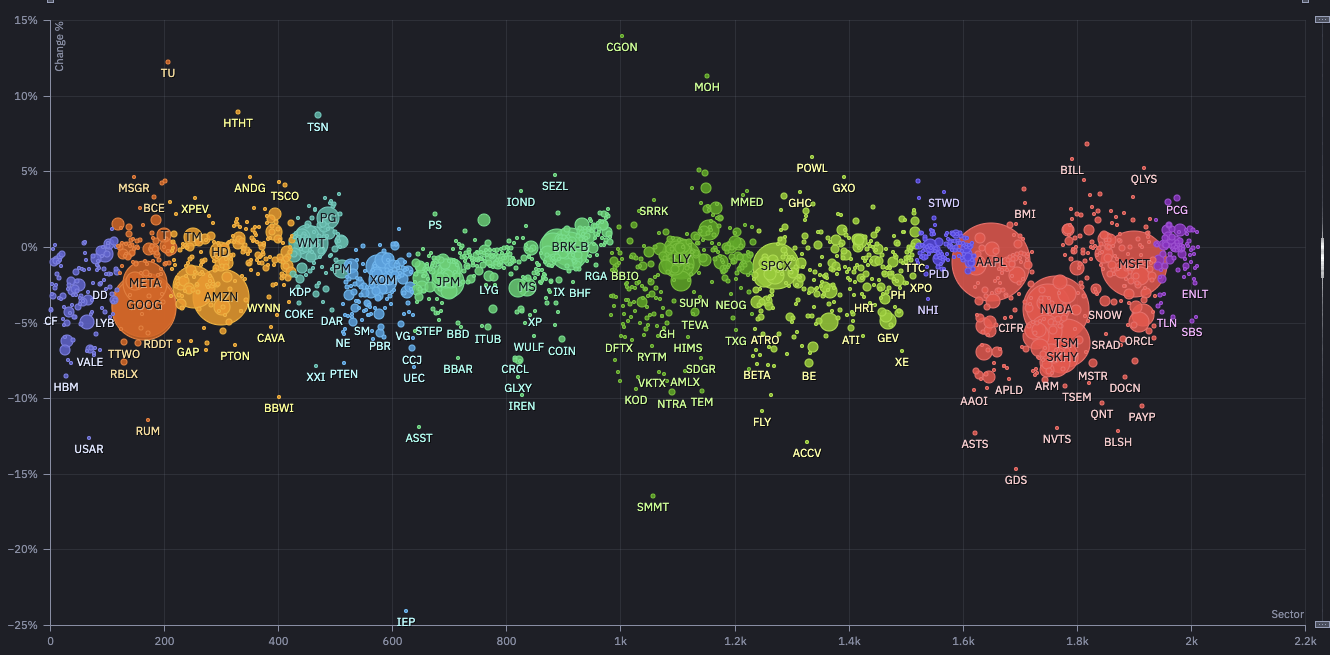 15%
Change %
CGON
TU
MOH
10%
HTHT
TSN
POWL
BILL
5%
MSGR
ANDG
TSCO
SEZL
GXO
QLYS
BCE
XPEV
IOND
SRRK
MMED
GHC
STWD
BMI
PCG
PG
PS
T
TM
0%
HD
WMT
BRK-B
LLY
SPCX
AAPL
MSFT
PM
TTC
META
XOM
JPM
RGA
BBIO
PLD
DD
GOOG
AMZN
KDP
LYG
MS
IX
BHF
PH
XPO
ENLT
WYNN
COKE
SUPN
NEOG
HRI
NHI
NVDA
SNOW
-5%
CF
LYB
DAR
SM
STEP
XP
TEVA
CIFR
TLN
SBS
RDDT
CAVA
NE
PBR
VG
BBD
ITUB
GH
TXG
ATRO
ATI
GEV
TSM
SRAD
ORCL
TTWO
GAP
PTON
WULF
COIN
DFTX
HIMS
SKHY
VALE
CCJ
RYTM
XE
RBLX
XXI
PTEN
UEC
BBAR
CRCL
SDGR
BETA
BE
MSTR
HBM
GLXY
VKTX
AMLX
APLD
ARM
DOCN
-10%
BBWI
IREN
KOD
NTRA
TEM
AAOI
TSEM
RUM
FLY
QNT
PAYP
USAR
ASST
ACCV
ASTS
NVTS
BLSH
-15%
GDS
SMMT
-20%
IEP
Sector
-25%
0
200
400
600
800
1k
1.2k
1.4k
1.6k
1.8k
2k
2.2k